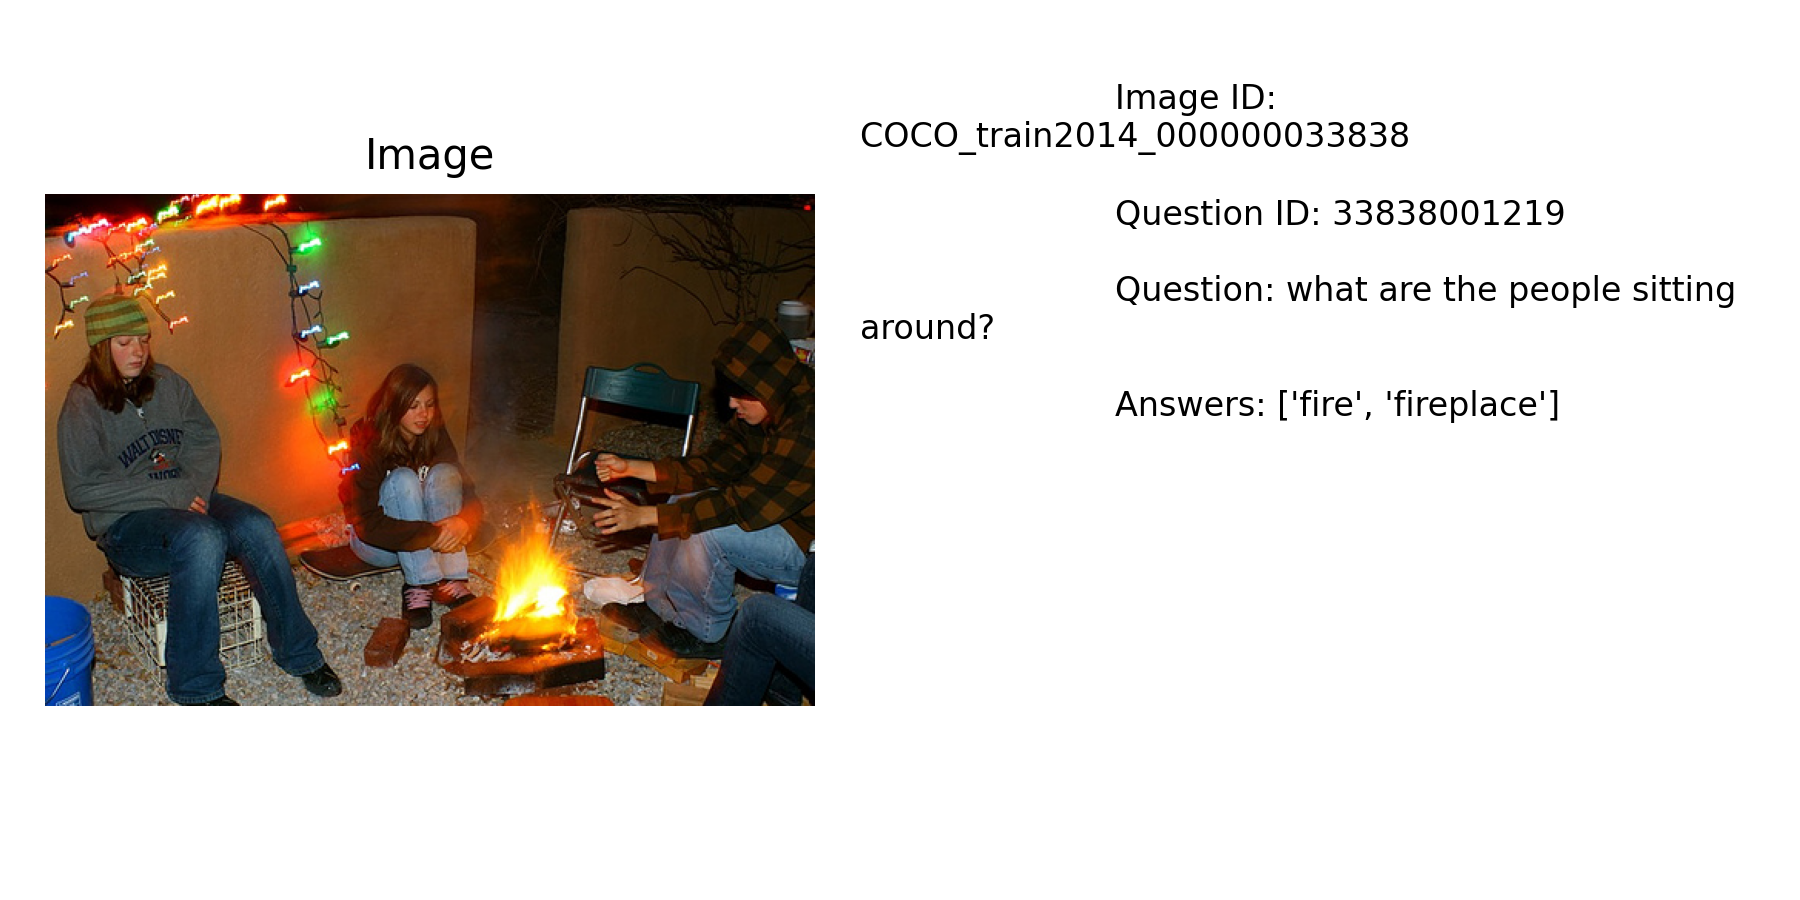 Image
WALT DISNEY
WORLD
Image ID:
COCO_train2014_000000033838
Question ID: 33838001219
Question: what are the people sitting
around?
Answers: ['fire', 'fireplace']